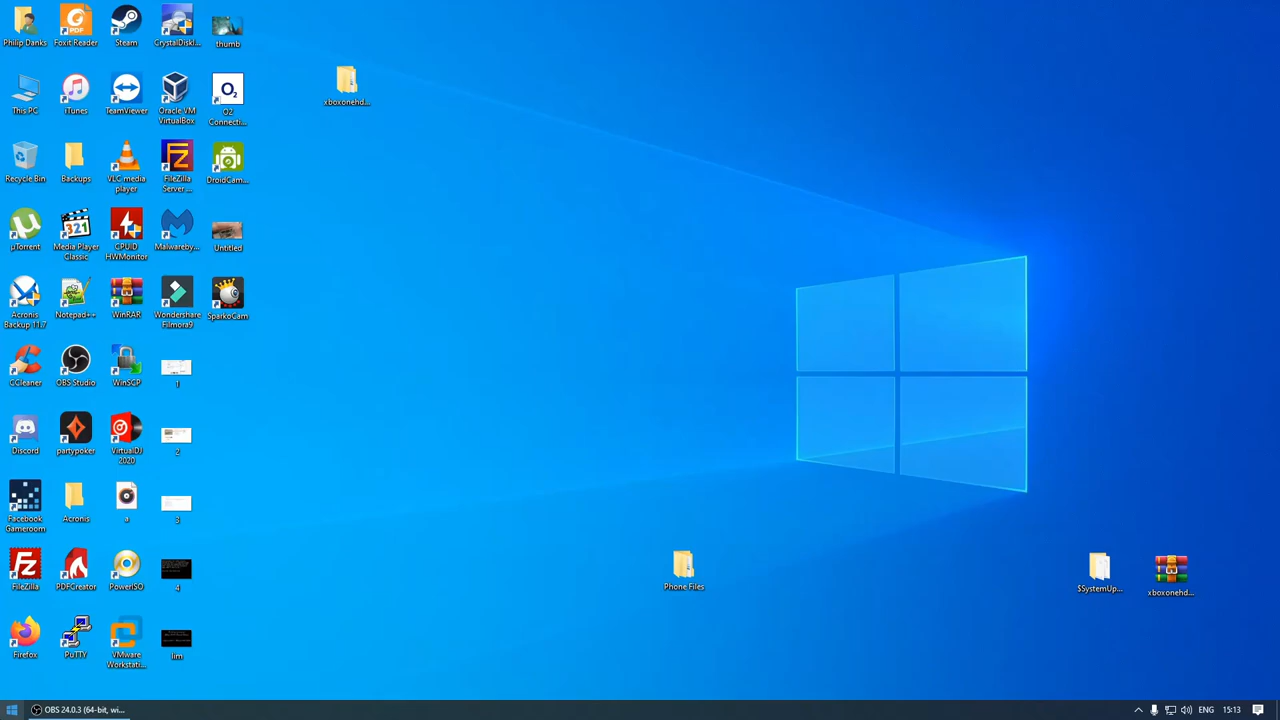 Philip Danks
Foxit Reader
Steam
CrystalDiskI...
thumb
xboxonehd...
This PC
iTunes
TeamViewer
Oracle VM
VirtualBox
O2
O2
Connecti...
Recycle Bin
Backups
VLC media
player
FileZilla
Server ...
DroidCam...
µTorrent
Media Player
Classic
CPUID
HWMonitor
Malwareby...
Untitled
Acronis
Backup 11.7
Notepad++
WinRAR
Wondershare
Filmora9
SparkoCam
CCleaner
OBS Studio
WinSCP
1
Discord
partypoker
VirtualDJ
2020
2
Facebook
Gameroom
Acronis
a
3
FileZilla
PDFCreator
PowerISO
4
Phone Files
$SystemUp...
xboxonehd...
Firefox
PuTTY
VMware
Workstati...
lim
OBS 24.0.3 (64-bit, wi...
ENG
15:13